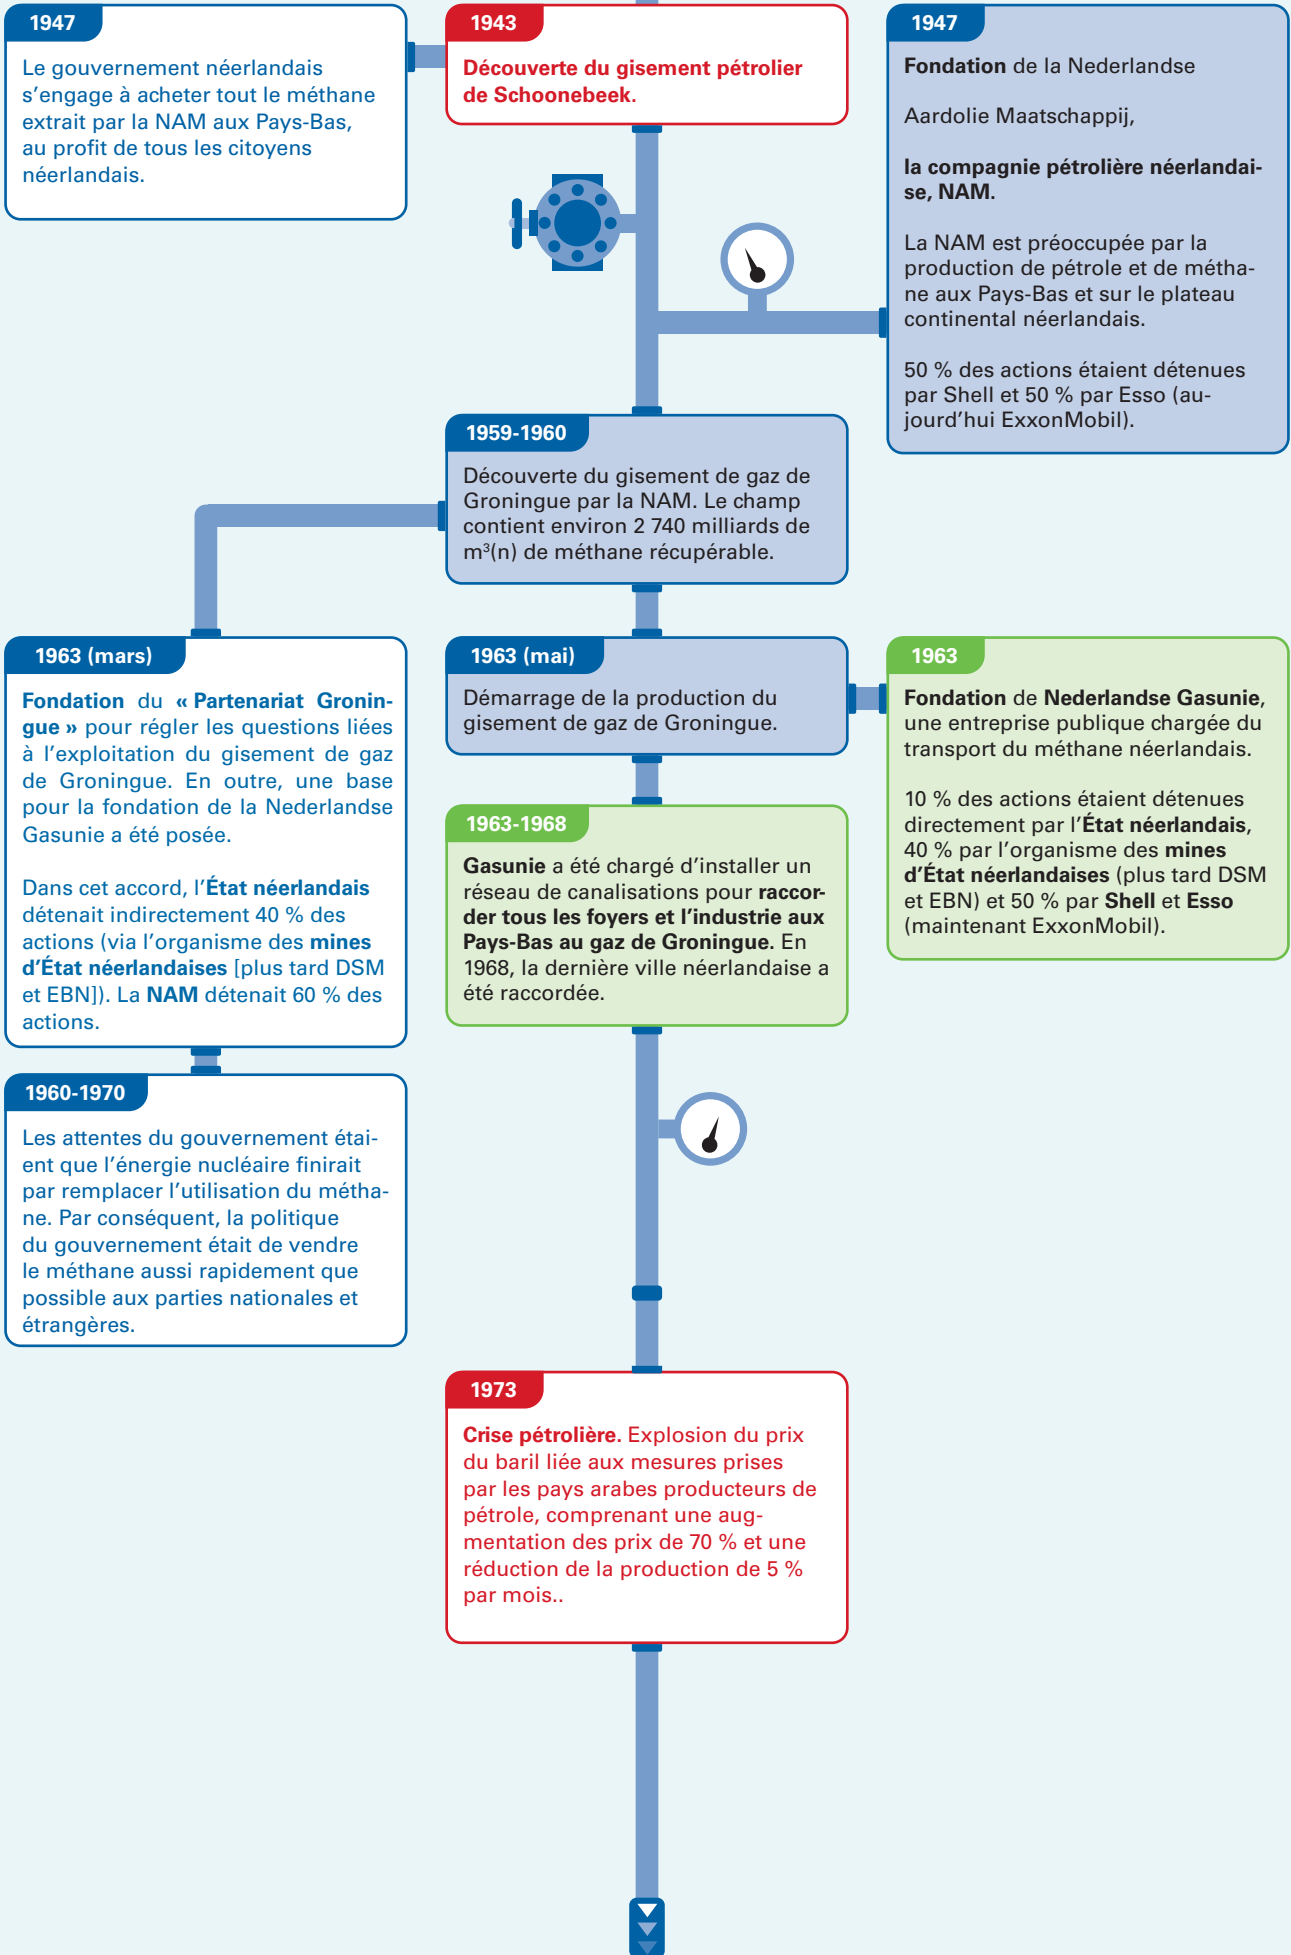 1947
Le gouvernement néerlandais
s’engage à acheter tout le méthane
extrait par la NAM aux Pays-Bas,
au profit de tous les citoyens
néerlandais.
1943
Découverte du gisement pétrolier
de Schoonebeek.
1947
Fondation de la Nederlandse
Aardolie Maatschappij,
la compagnie pétrolière néerlandai-
se, NAM.
La NAM est préoccupée par la
production de pétrole et de métha-
ne aux Pays-Bas et sur le plateau
continental néerlandais.
50 % des actions étaient détenues
par Shell et 50 % par Esso (au-
jourd’hui ExxonMobil).
1959-1960
Découverte du gisement de gaz de
Groningue par la NAM. Le champ
contient environ 2 740 milliards de
m³(n) de méthane récupérable.
1963 (mars)
Fondation du « Partenariat Gronin-
gue » pour régler les questions liées
à l’exploitation du gisement de gaz
de Groningue. En outre, une base
pour la fondation de la Nederlandse
Gasunie a été posée.
Dans cet accord, l’État néerlandais
détenait indirectement 40 % des
actions (via l’organisme des mines
d’État néerlandaises [plus tard DSM
et EBN]). La NAM détenait 60 % des
actions.
1963 (mai)
Démarrage de la production du
gisement de gaz de Groningue.
1963
Fondation de Nederlandse Gasunie,
une entreprise publique chargée du
transport du méthane néerlandais.
10 % des actions étaient détenues
directement par l’État néerlandais,
40 % par l’organisme des mines
d’État néerlandaises (plus tard DSM
et EBN) et 50 % par Shell et Esso
(maintenant ExxonMobil).
1963-1968
Gasunie a été chargé d’installer un
réseau de canalisations pour raccor-
der tous les foyers et l’industrie aux
Pays-Bas au gaz de Groningue. En
1968, la dernière ville néerlandaise a
été raccordée.
1960-1970
Les attentes du gouvernement étai-
ent que l’énergie nucléaire finirait
par remplacer l’utilisation du métha-
ne. Par conséquent, la politique
du gouvernement était de vendre
le méthane aussi rapidement que
possible aux parties nationales et
étrangères.
1973
Crise pétrolière. Explosion du prix
du baril liée aux mesures prises
par les pays arabes producteurs de
pétrole, comprenant une aug-
mentation des prix de 70 % et une
réduction de la production de 5 %
par mois..